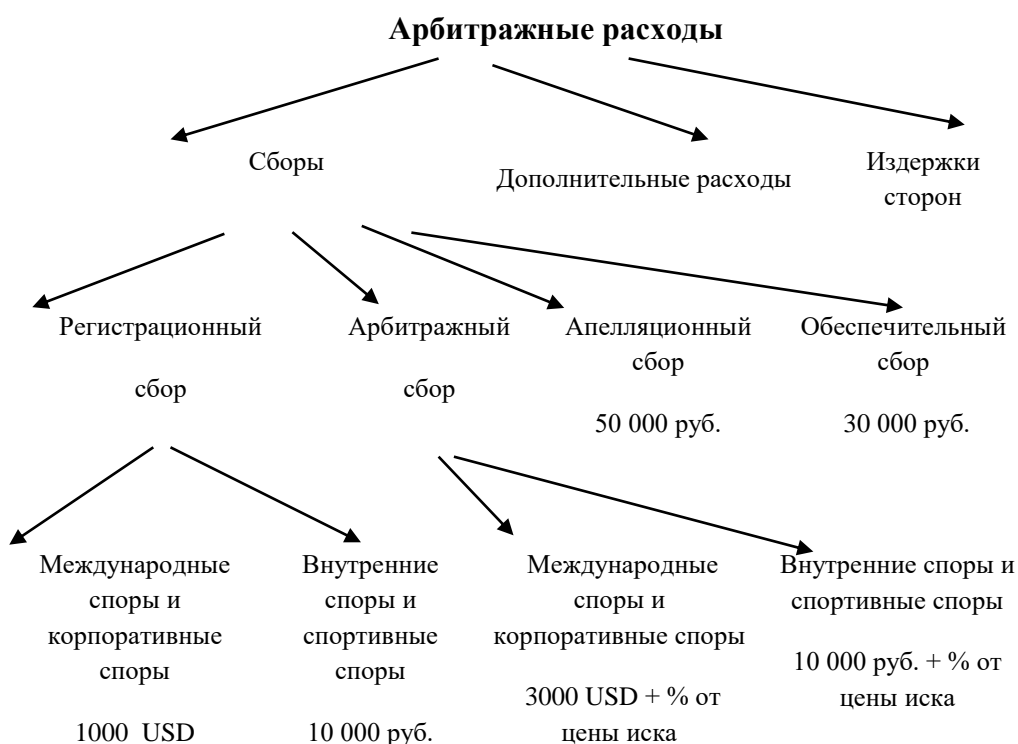 Арбитражные расходы
Сборы
Дополнительные расходы
Издержки
сторон
Регистрационный
сбор
Арбитражный
сбор
Апелляционный
сбор
50 000 руб.
Обеспечительный
сбор
30 000 руб.
Международные
споры и
корпоративные
споры
1000 USD
Внутренние
споры и
спортивные
споры
10 000 руб.
Международные
споры и
корпоративные споры
3000 USD + % от
цены иска
Внутренние споры и
спортивные споры
10 000 руб. + % от
цены иска